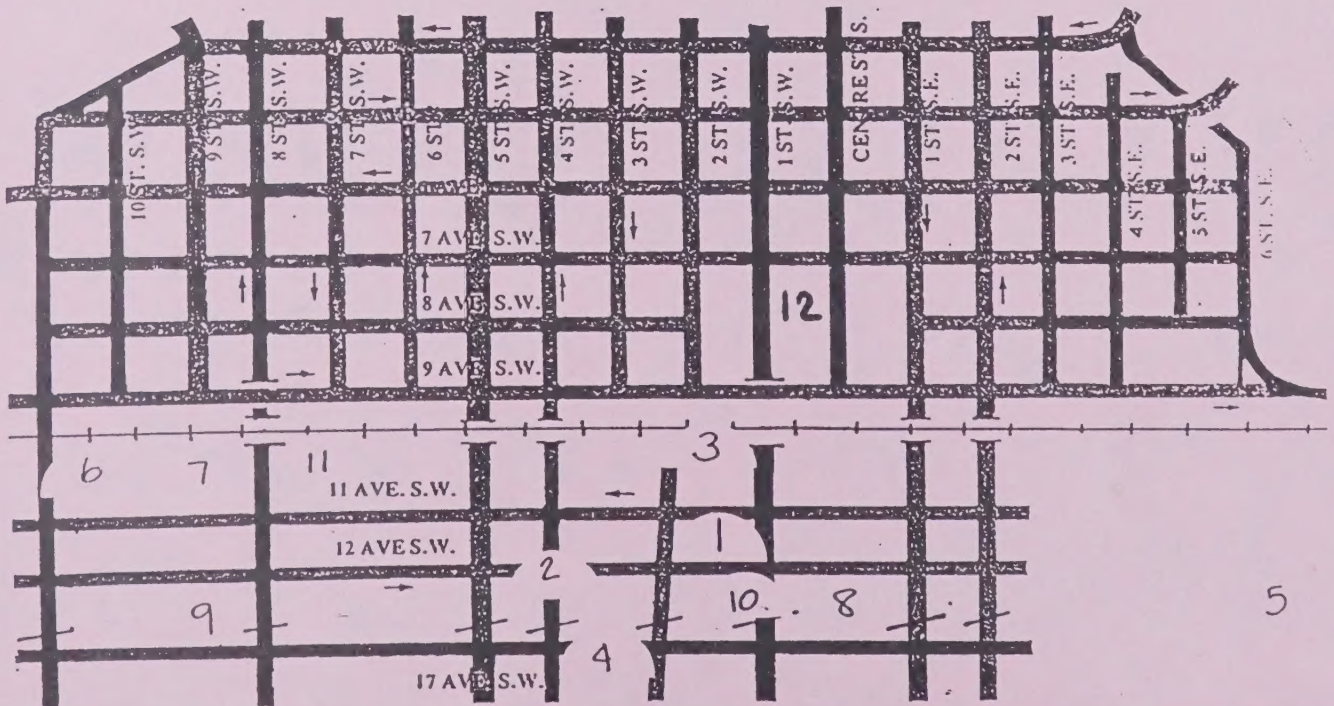 9 ST. S.W.
8 ST. S.W.
7 ST. S.W.
6 ST.
5 ST. S.W.
4 ST. S.W.
3 ST. S.W.
2 ST. S.W.
1 ST. S.W.
CENTRE ST. S.
1 ST. S.E.
2 ST. S.E.
3 ST. S.E.
10 ST. S.W.
4 ST. S.E.
5 ST. S.E.
6 ST. S.E.
7 AVE. S.W.
8 AVE. S.W.
12
9 AVE. S.W.
3
6
7
11
11 AVE. S.W.
1
12 AVE S.W.
2
9
10.
8
5
4
17 AVE. S.W.